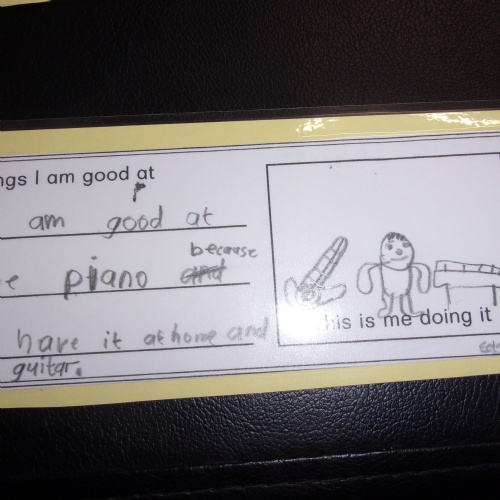 ngs I am good at
am good at
e piano and because
have it at home and
guitar.
his is me doing it